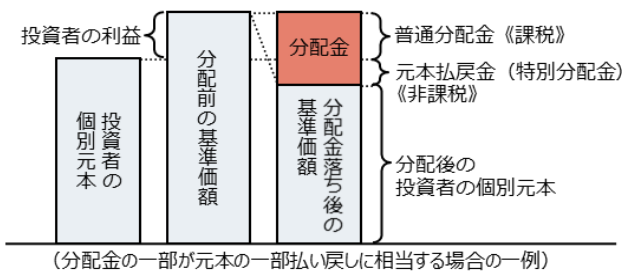 投資者の利益
投資者の
個別元本
分配前の基準価額
分配金
分配金落ち後の
基準価額
普通分配金《課税》
元本払戻金（特別分配金）
《非課税》
分配後の
投資者の個別元本
（分配金の一部が元本の一部払い戻しに相当する場合の一例）